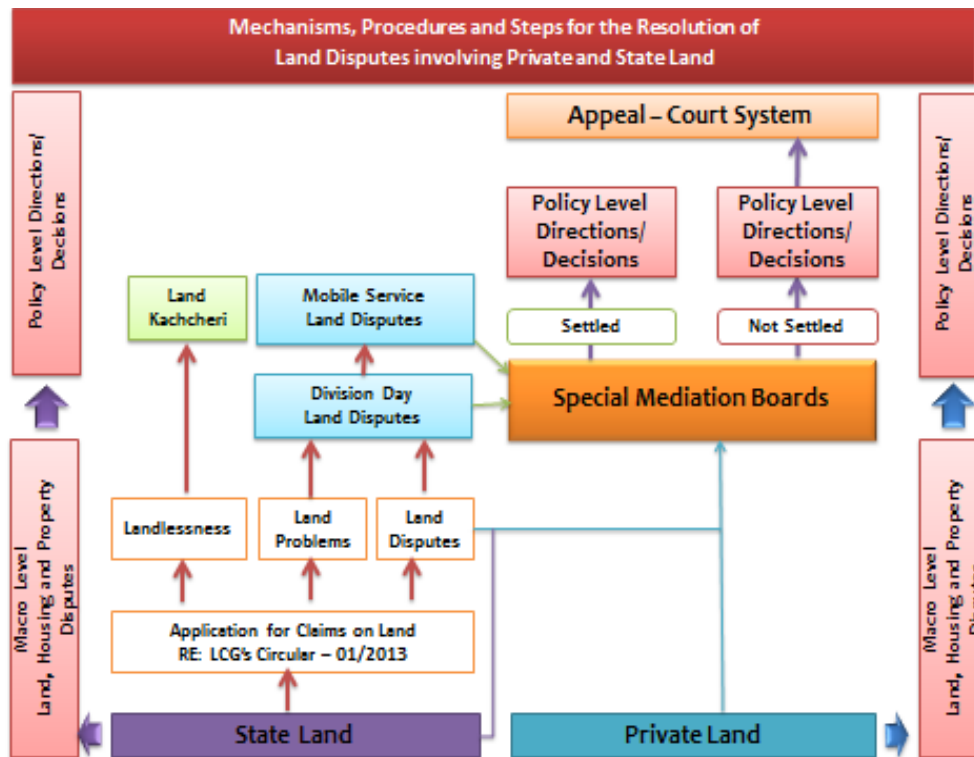 Mechanisms, Procedures and Steps for the Resolution of
Land Disputes involving Private and State Land
Policy Level Directions/
Decisions
Appeal – Court System
Policy Level Directions/
Decisions
Policy Level
Directions/
Decisions
Policy Level
Directions/
Decisions
Land
Kachcheri
Mobile Service
Land Disputes
Settled
Not Settled
Division Day
Land Disputes
Special Mediation Boards
Macro Level
Land, Housing and Property
Disputes
Landlessness
Land
Problems
Land
Disputes
Macro Level
Land, Housing and Property
Application for Claims on Land
RE: LCG's Circular – 01/2013
State Land
Private Land